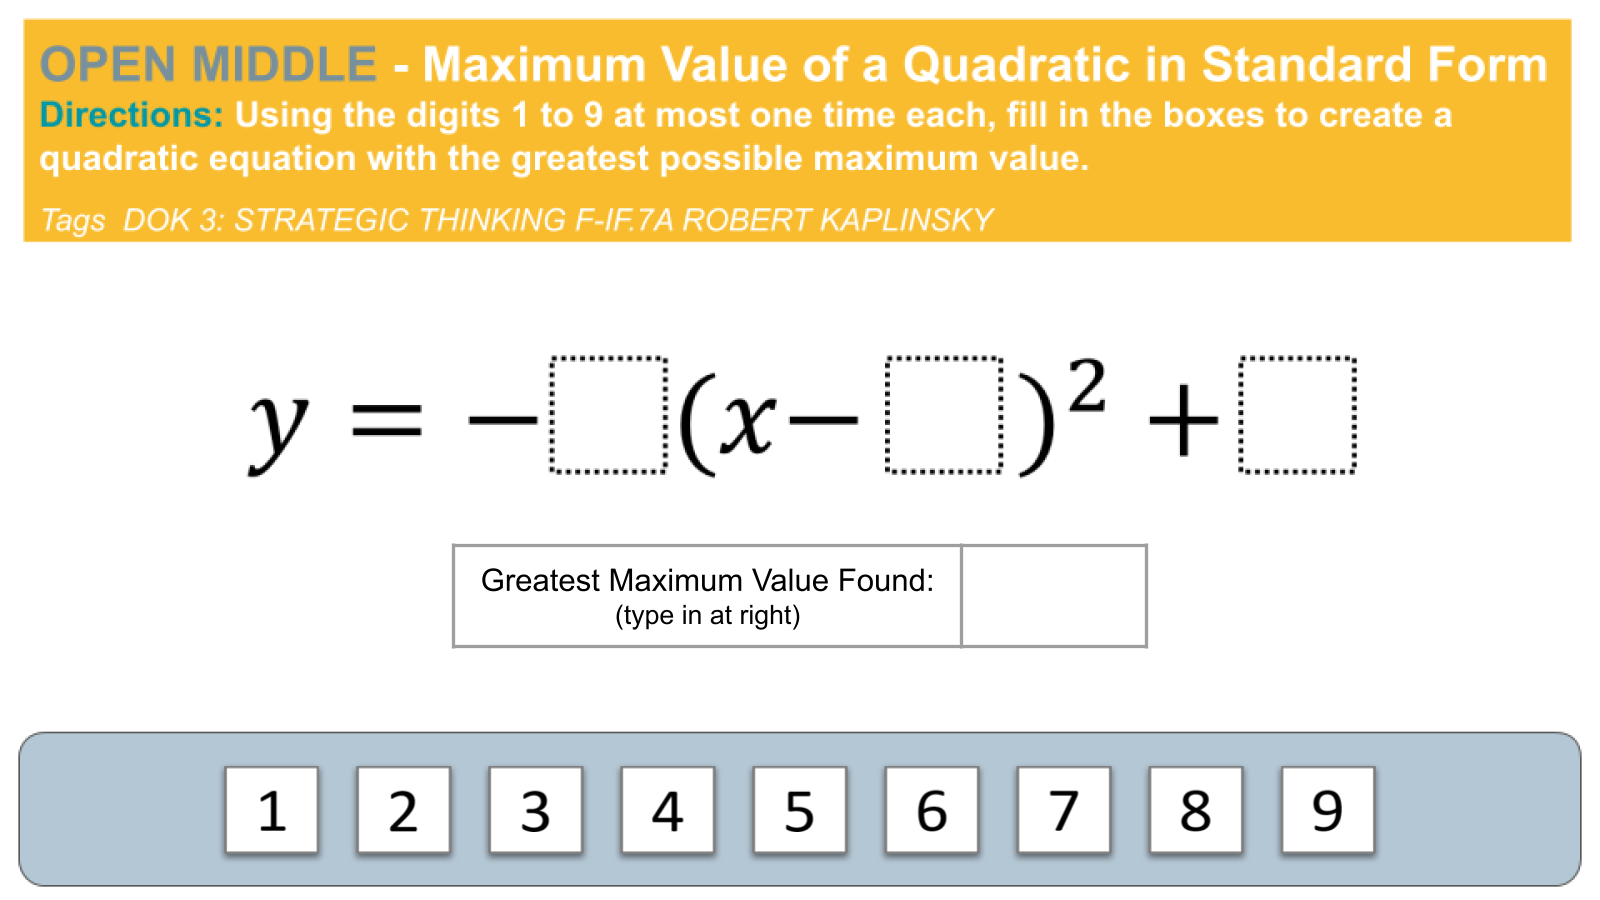 OPEN MIDDLE - Maximum Value of a Quadratic in Standard Form
Directions: Using the digits 1 to 9 at most one time each, fill in the boxes to create a
quadratic equation with the greatest possible maximum value.
Tags  DOK 3: STRATEGIC THINKING F-IF.7A ROBERT KAPLINSKY
y = −□(x−□)² + □
Greatest Maximum Value Found:
(type in at right)
1 2 3 4 5 6 7 8 9